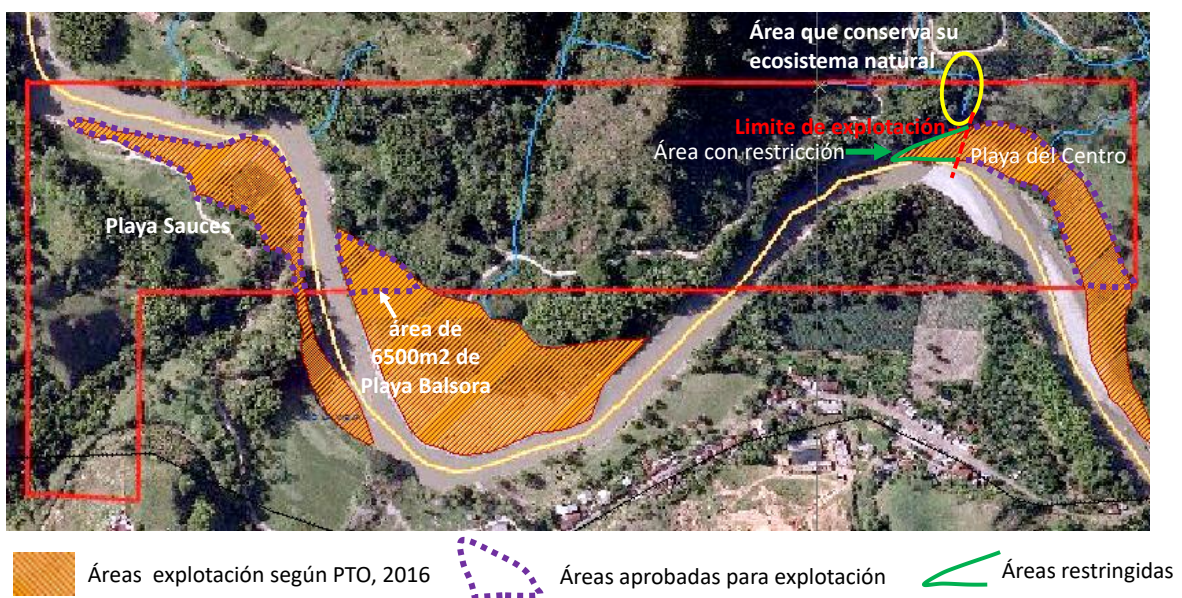 Área que conserva su
ecosistema natural
Limite de explotación
Área con restricción
Playa del Centro
Playa Sauces
área de
6500m2 de
Playa Balsora
Áreas explotación según PTO, 2016
Áreas aprobadas para explotación
Áreas restringidas